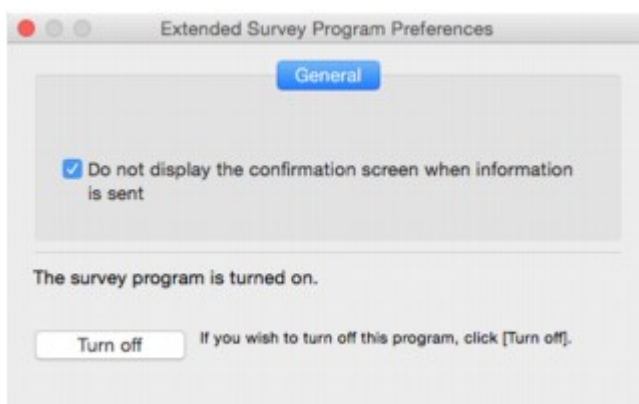 Extended Survey Program Preferences
General
Do not display the confirmation screen when information
is sent
The survey program is turned on.
Turn off
If you wish to turn off this program, click [Turn off].